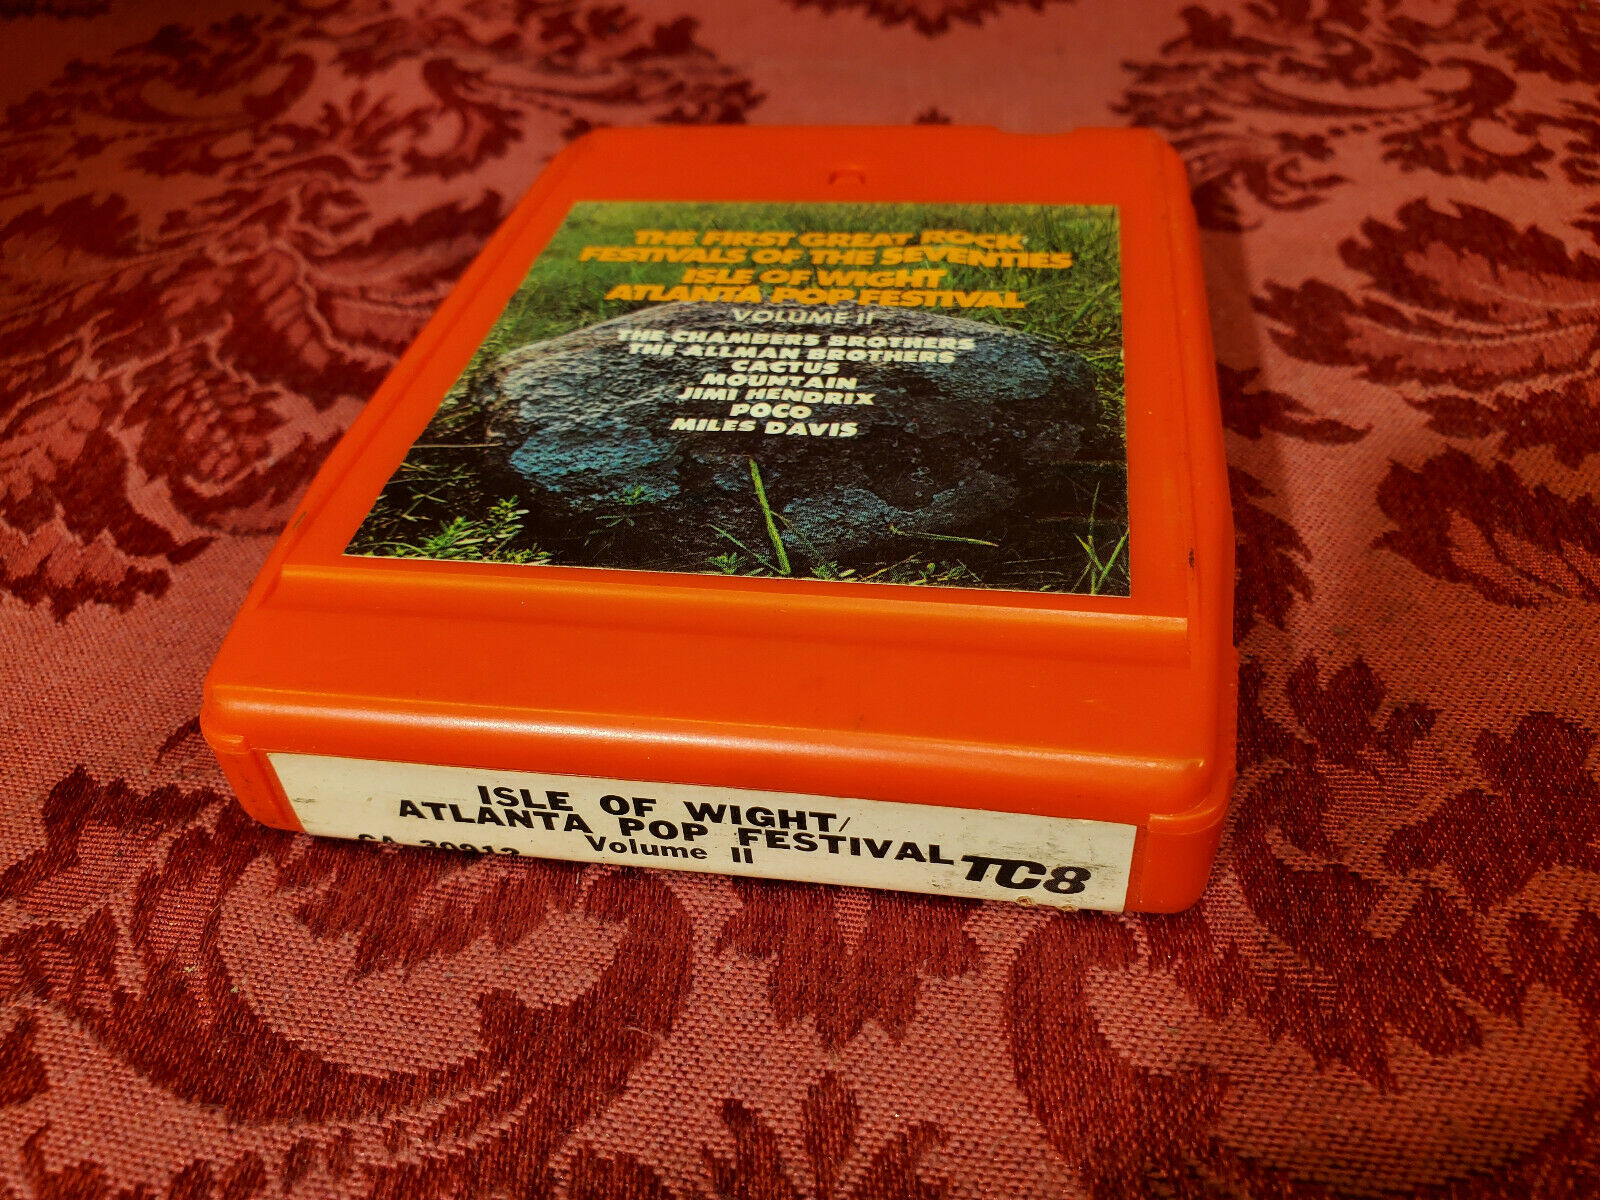 THE FIRST GREAT ROCK
FESTIVALS OF THE SEVENTIES
ISLE OF WIGHT
ATLANTA POP FESTIVAL
VOLUME II
THE CHAMBERS BROTHERS
THE ALLMAN BROTHERS
CACTUS
MOUNTAIN
JIMI HENDRIX
POCO
MILES DAVIS
ISLE OF WIGHT/
ATLANTA POP FESTIVAL
Volume II
TC8